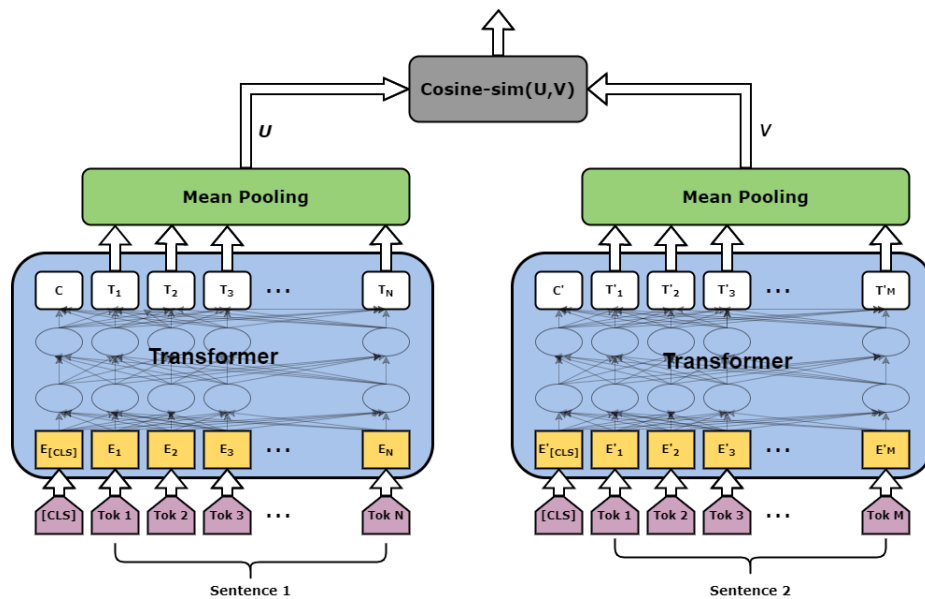 Cosine-sim(U,V)
U
V
Mean Pooling
Mean Pooling
C T1 T2 T3 ... TN
C' T'1 T'2 T'3 ... T'M
Transformer
Transformer
E[CLS] E1 E2 E3 ... EN
E'[CLS] E'1 E'2 E'3 ... E'M
[CLS] Tok 1 Tok 2 Tok 3 ... Tok N
[CLS] Tok 1 Tok 2 Tok 3 ... Tok M
Sentence 1
Sentence 2